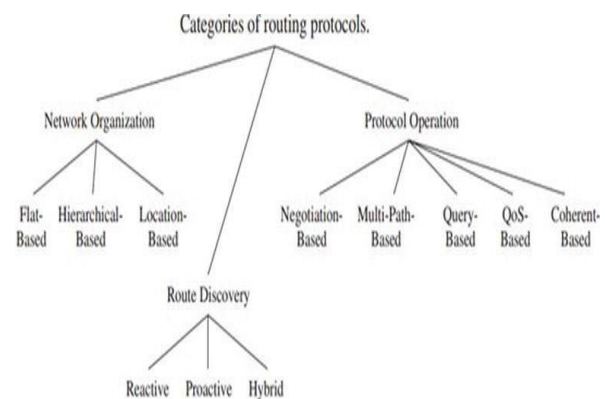 Categories of routing protocols.
Network Organization
Protocol Operation
Flat- Hierarchical- Location-
Based Based Based
Negotiation- Multi-Path- Query- QoS- Coherent-
Based Based Based Based Based
Route Discovery
Reactive Proactive Hybrid